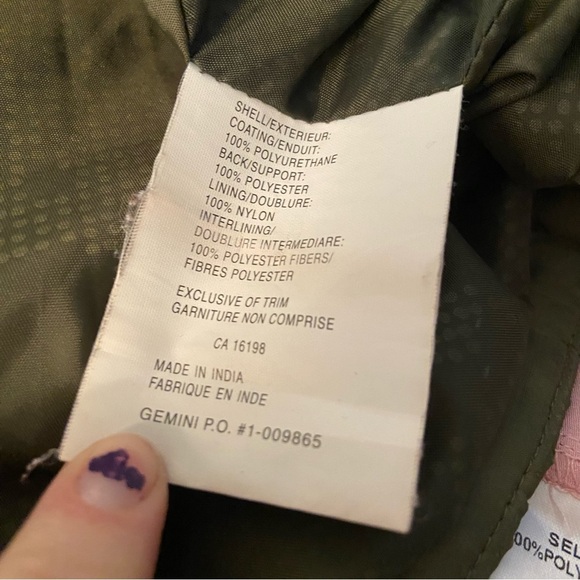 SHELL/EXTERIEUR:
COATING/ENDUIT:
100% POLYURETHANE
BACK/SUPPORT:
100% POLYESTER
LINING/DOUBLURE:
100% NYLON
INTERLINING/
DOUBLURE INTERMEDIARE:
100% POLYESTER FIBERS/
FIBRES POLYESTER
EXCLUSIVE OF TRIM
GARNITURE NON COMPRISE
CA 16198
MADE IN INDIA
FABRIQUE EN INDE
GEMINI P.O. #1-009865